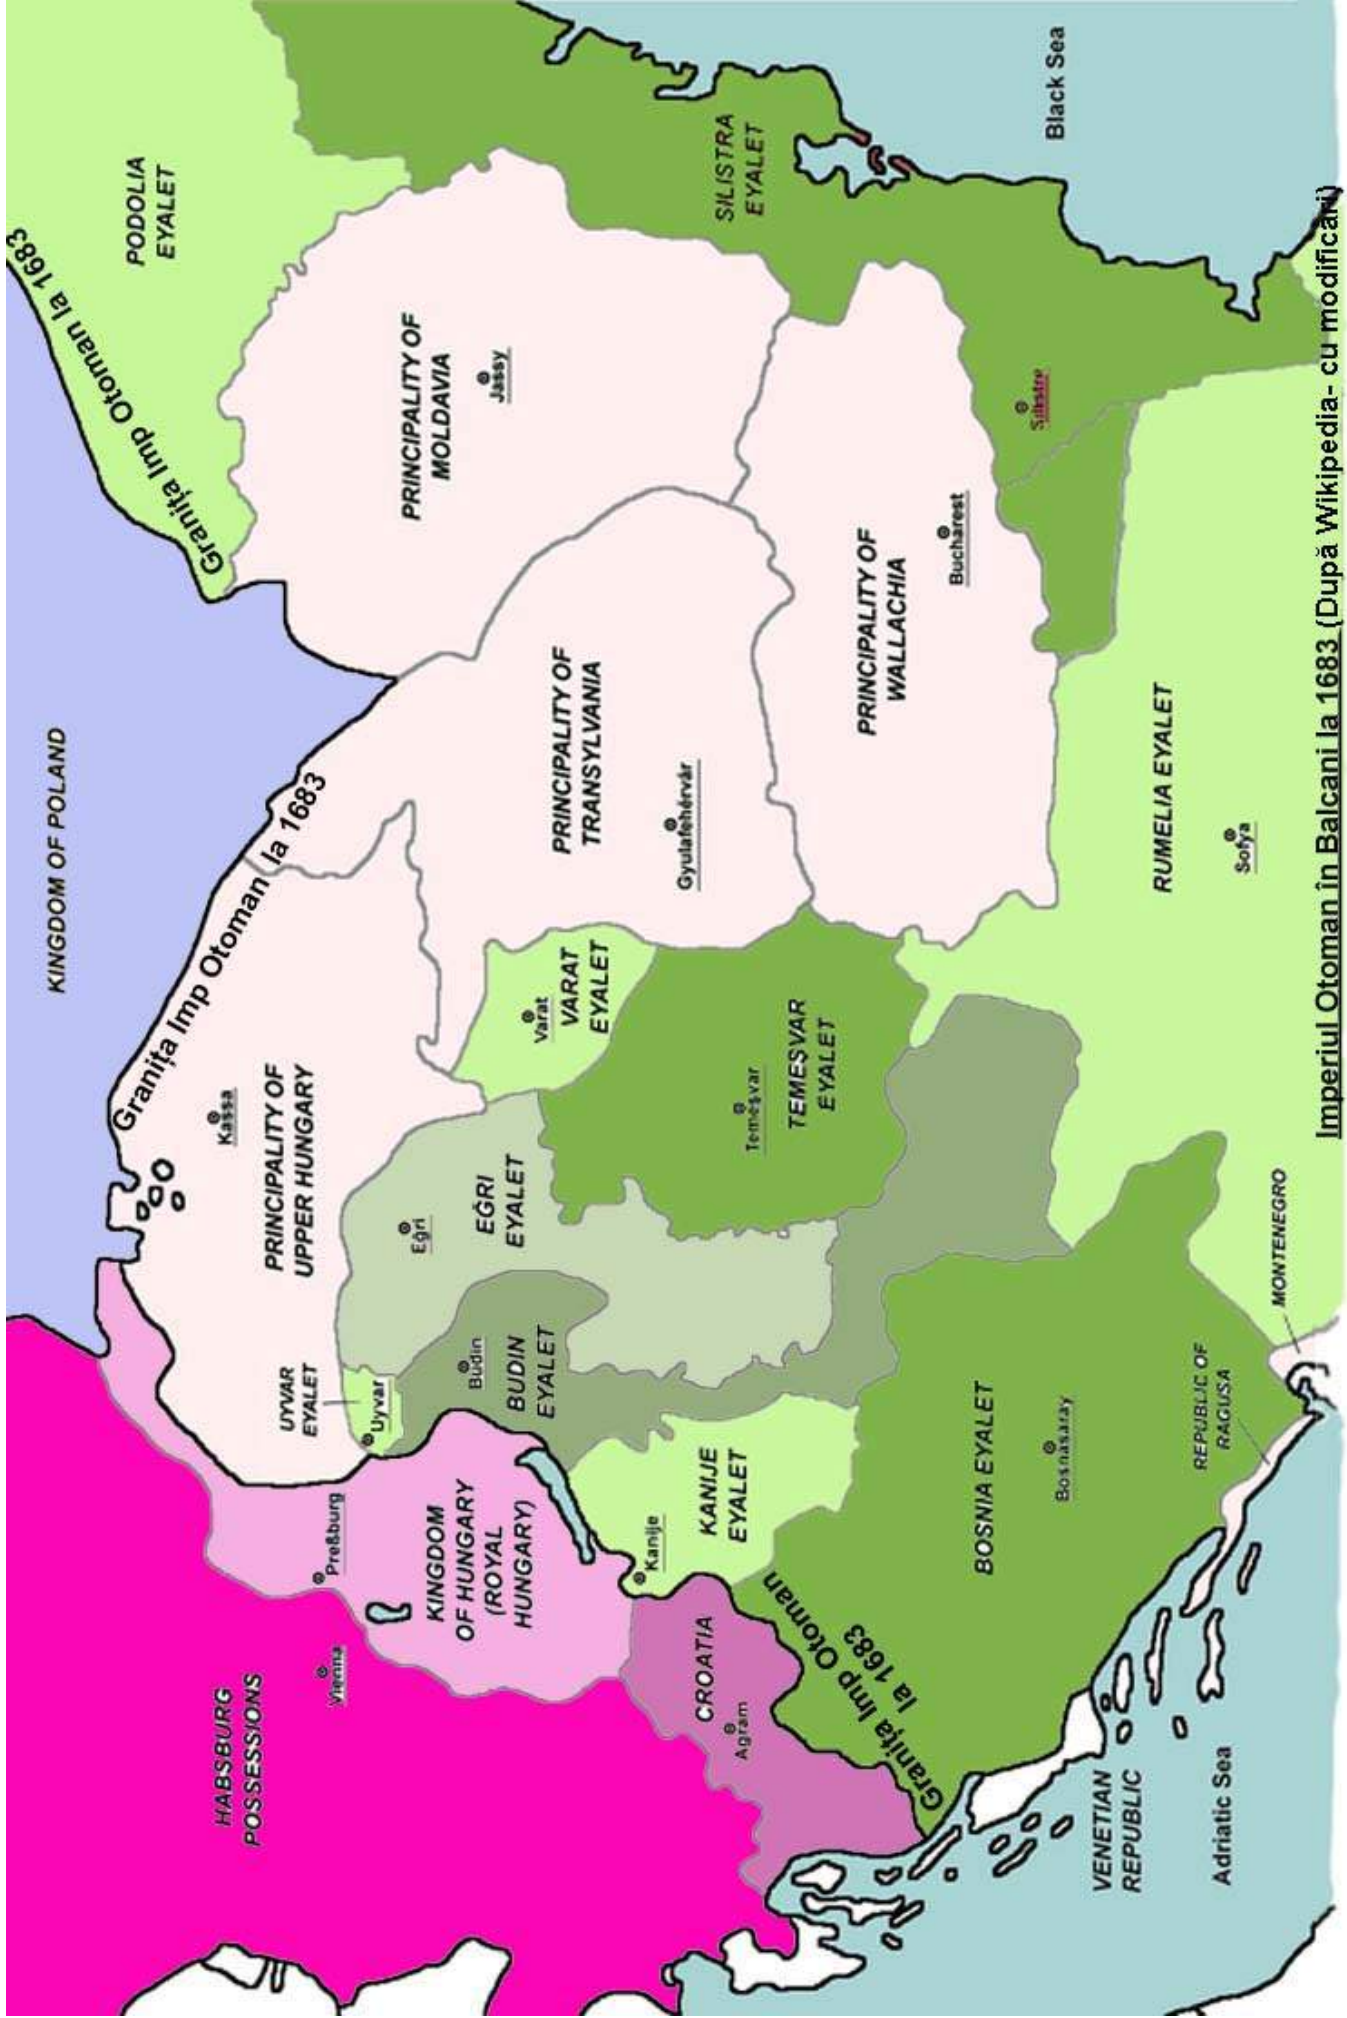 KINGDOM OF POLAND
PODOLIA
EYALET
Graniţa Imp Otoman la 1683
HABSBURG
POSSESSIONS
Vienna
Preßburg
KINGDOM
OF HUNGARY
(ROYAL
HUNGARY)
UYVAR
EYALET
Uyvar
Graniţa Imp Otoman la 1683
Kassa
PRINCIPALITY OF
UPPER HUNGARY
PRINCIPALITY OF
MOLDAVIA
Jassy
Eğri
EĞRI
EYALET
Budin
BUDIN
EYALET
Varat
VARAT
EYALET
PRINCIPALITY OF
TRANSYLVANIA
Gyulafehérvár
SILISTRA
EYALET
CROATIA
Agram
Kanije
KANIJE
EYALET
Temeşvar
TEMESVAR
EYALET
PRINCIPALITY OF
WALLACHIA
Bucharest
Graniţa Imp Otoman
la 1683
BOSNIA EYALET
Bosnasaray
Silistre
Black Sea
VENETIAN
REPUBLIC
Adriatic Sea
REPUBLIC OF
RAGUSA
MONTENEGRO
RUMELIA EYALET
Sofya
Imperiul Otoman în Balcani la 1683 (După Wikipedia- cu modificări)